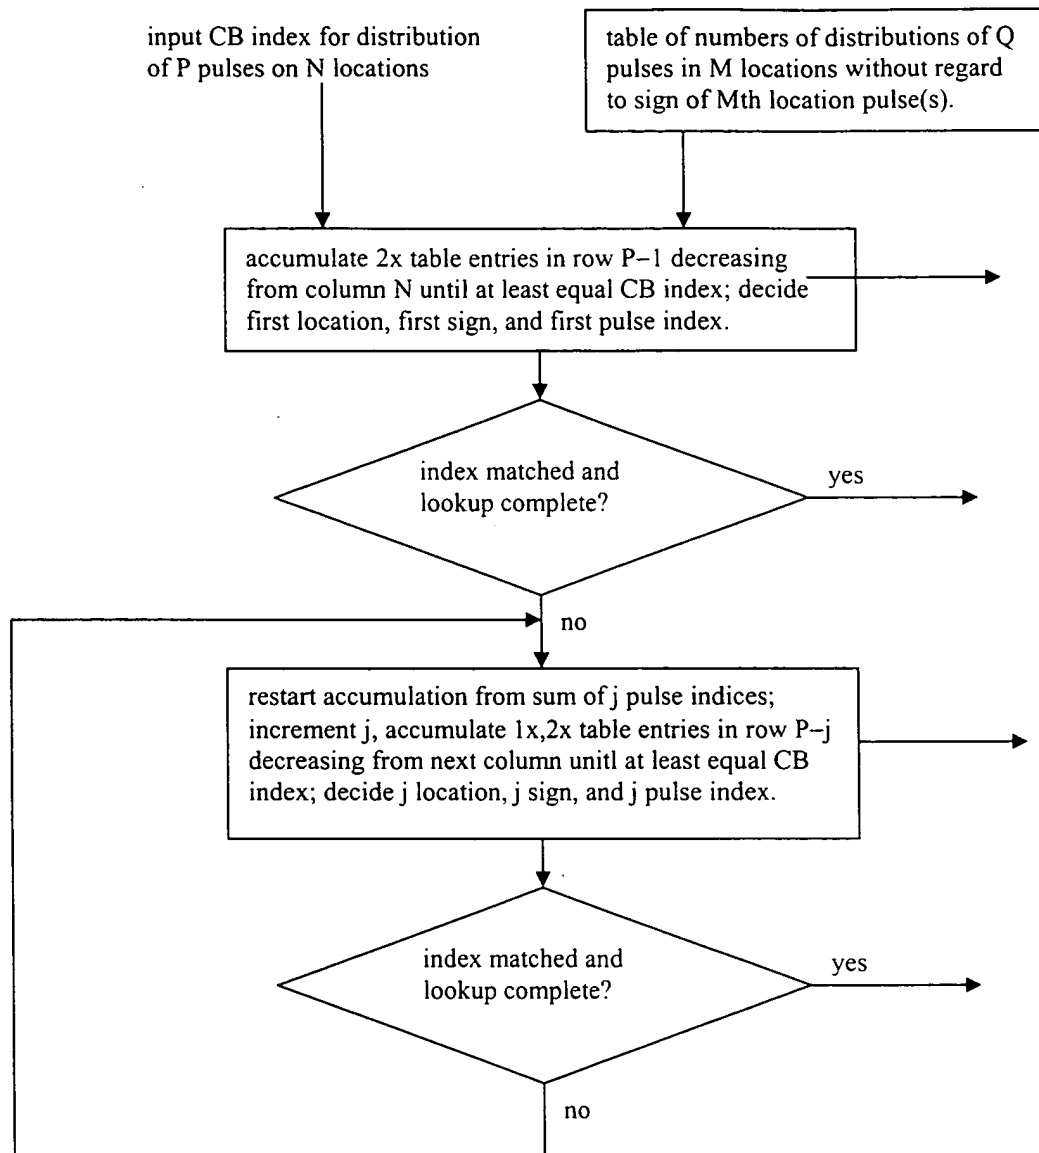 input CB index for distribution
of P pulses on N locations
table of numbers of distributions of Q
pulses in M locations without regard
to sign of Mth location pulse(s).
accumulate 2x table entries in row P–1 decreasing
from column N until at least equal CB index; decide
first location, first sign, and first pulse index.
index matched and
lookup complete?
yes
no
restart accumulation from sum of j pulse indices;
increment j, accumulate 1x,2x table entries in row P–j
decreasing from next column unitl at least equal CB
index; decide j location, j sign, and j pulse index.
index matched and
lookup complete?
yes
no